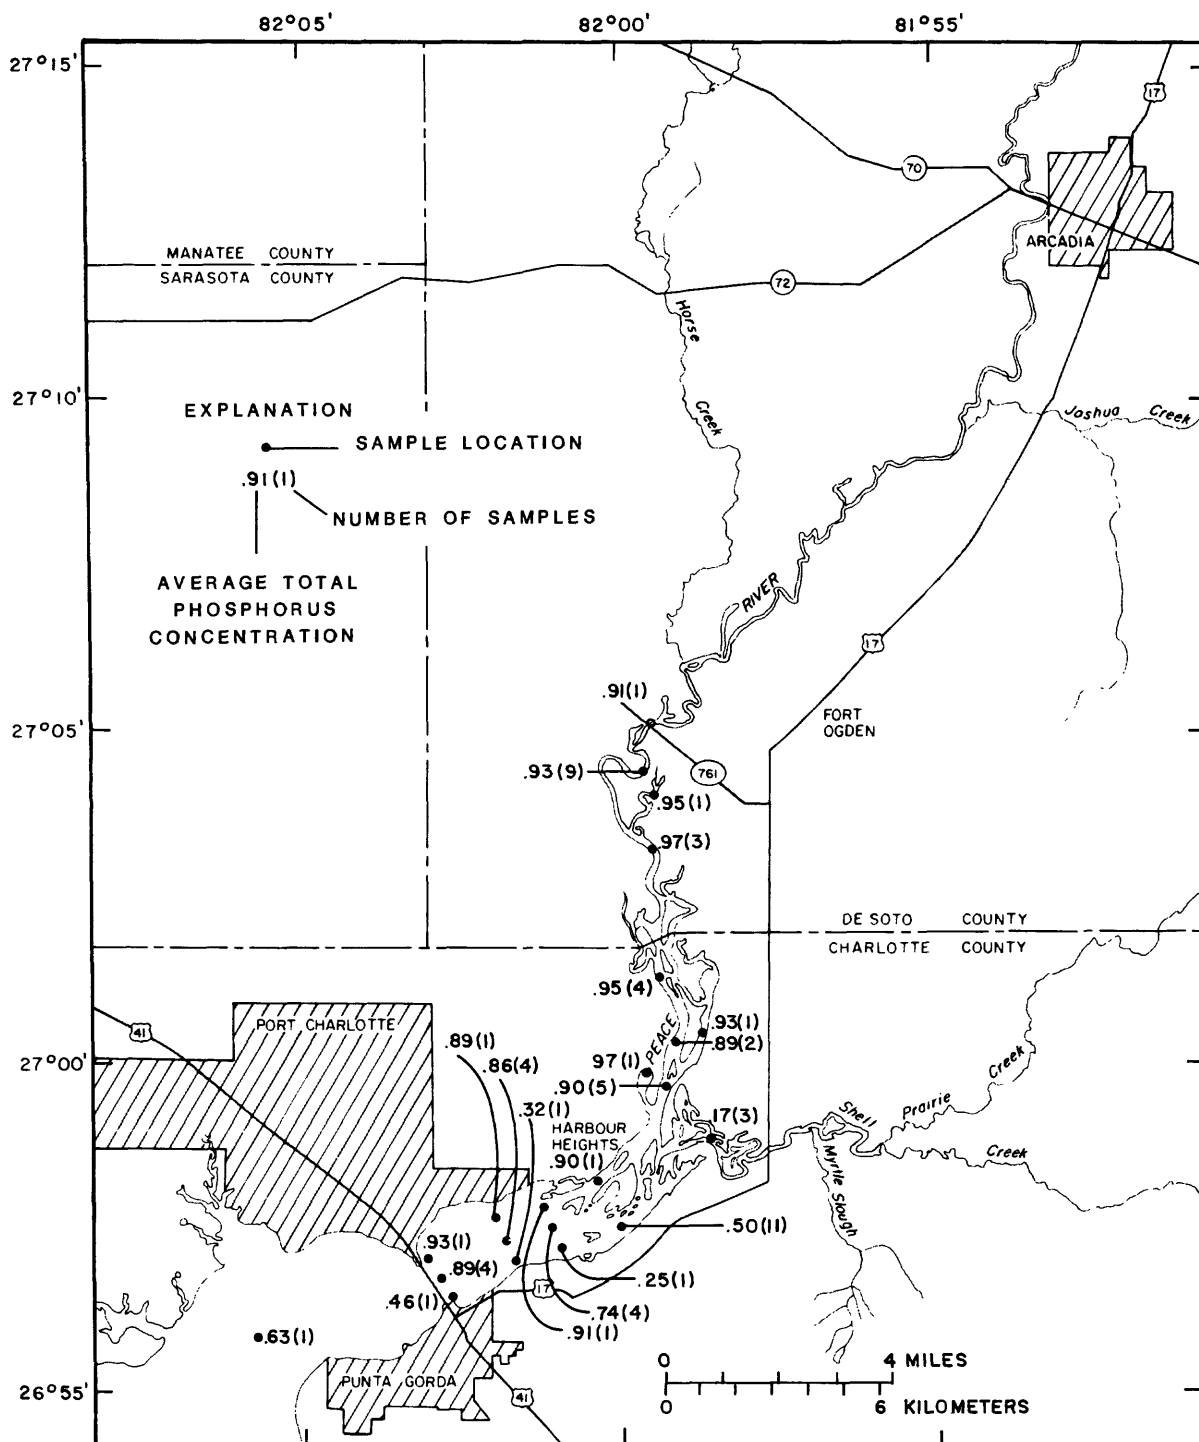 82°05'
82°00'
81°55'
27°15'
17
70
ARCADIA
MANATEE COUNTY
SARASOTA COUNTY
72
Horse
Creek
27°10'
Joshua Creek
EXPLANATION
SAMPLE LOCATION
.91(1)
NUMBER OF SAMPLES
AVERAGE TOTAL
PHOSPHORUS
CONCENTRATION
RIVER
17
.91(1)
27°05'
FORT
OGDEN
.93(9)
761
.95(1)
.97(3)
DE SOTO COUNTY
CHARLOTTE COUNTY
.95(4)
PORT CHARLOTTE
41
.89(1)
PEACE
.93(1)
.89(2)
27°00'
.86(4)
.97(1)
.90(5)
.32(1)
.17(3)
HARBOUR
HEIGHTS
.90(1)
Shell
Prairie Creek
Creek
Myrtle Slough
.50(11)
.93(1)
.89(4)
.25(1)
17
.46(1)
.74(4)
.91(1)
.63(1)
0 4 MILES
26°55'
PUNTA GORDA
41
0 6 KILOMETERS